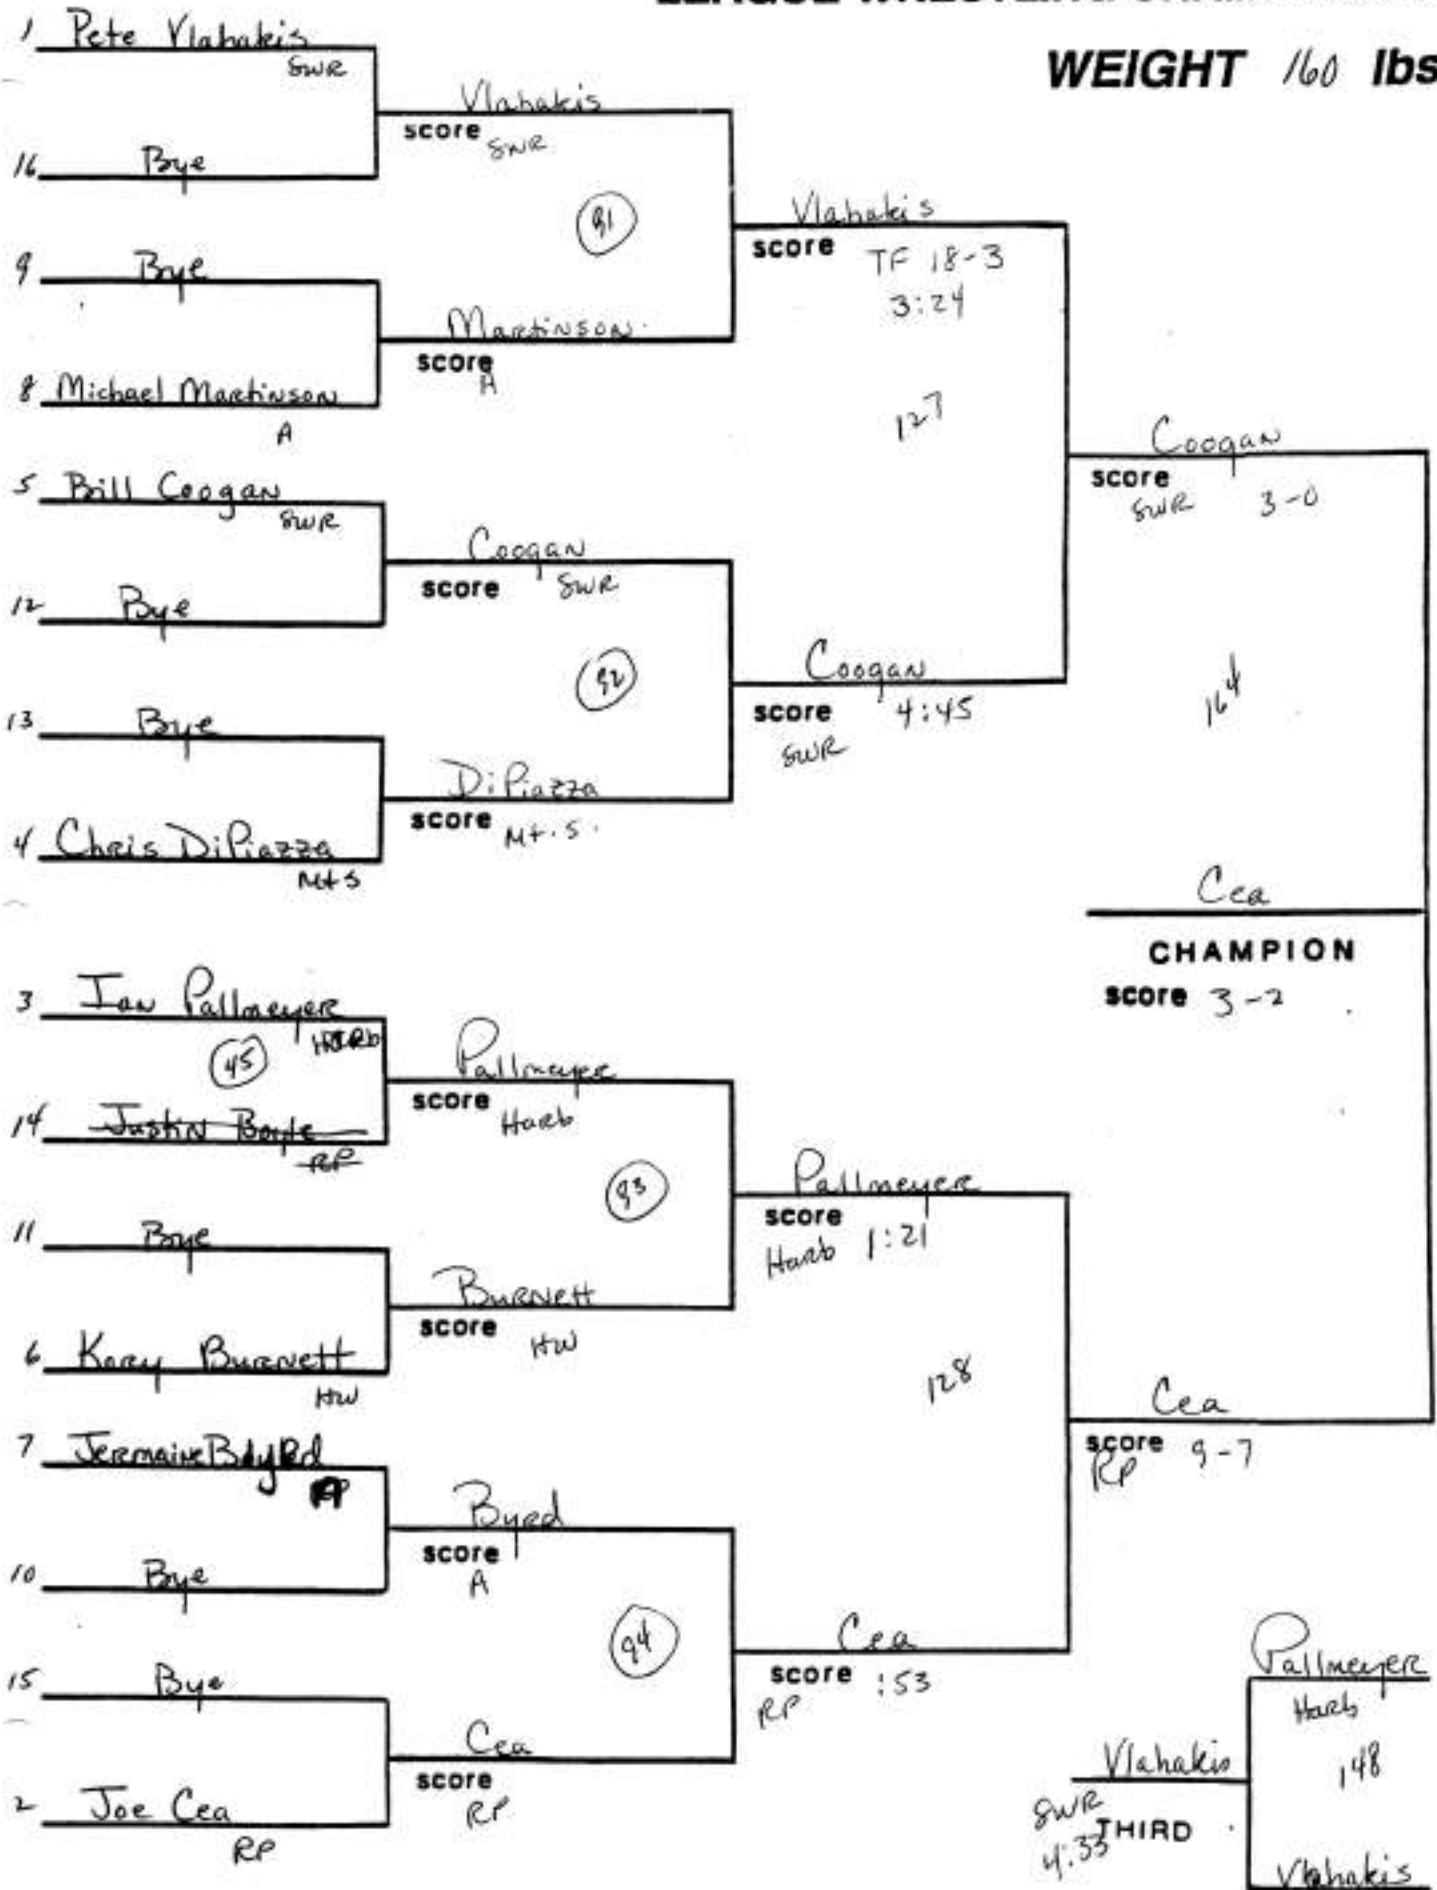 WEIGHT 160 lbs
1 Pete Vlahakis
SWR
16 Bye
9 Bye
8 Michael Martinson
A
5 Bill Coogan
SWR
12 Bye
13 Bye
4 Chris DiPiazza
Mt S
3 Ian Pallmeyer
Harb
45
14 Justin Boyle
RP
11 Bye
6 Kory Burnett
HW
7 Jermaine Byrd
A
10 Bye
15 Bye
2 Joe Cea
RP
Vlahakis
score SWR
91
Martinson
score A
Coogan
score SWR
92
DiPiazza
score Mt. S.
Pallmeyer
score Harb
93
Burnett
score HW
Byrd
score A
94
Cea
score RP
Vlahakis
score TF 18-3
3:24
127
Coogan
score 4:45
SWR
Pallmeyer
score
Harb 1:21
128
Cea
score :53
RP
Coogan
score
SWR 3-0
164
Cea
score 9-7
RP
Cea
CHAMPION
score 3-2
Pallmeyer
Harb
148
Vlahakis
Vlahakis
SWR
THIRD
4:33